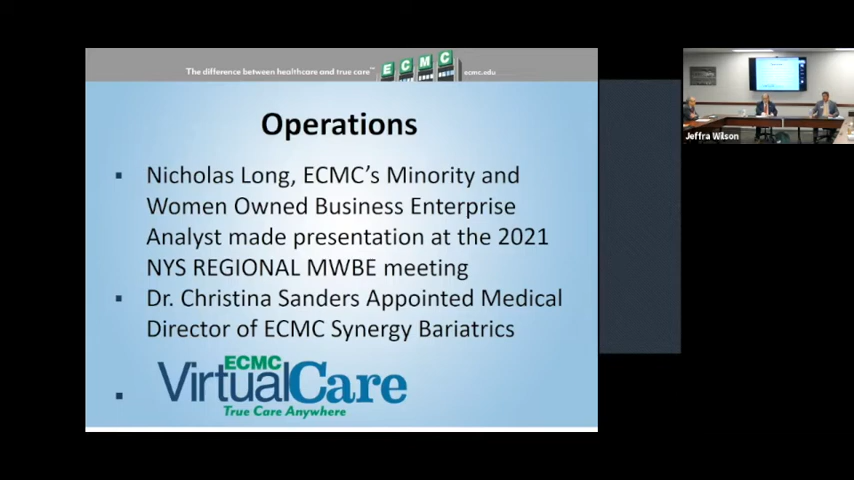 The difference between healthcare and true care™
ECMC
ecmc.edu
Operations
Nicholas Long, ECMC's Minority and
Women Owned Business Enterprise
Analyst made presentation at the 2021
NYS REGIONAL MWBE meeting
Dr. Christina Sanders Appointed Medical
Director of ECMC Synergy Bariatrics
ECMC
VirtualCare
True Care Anywhere
Jeffra Wilson